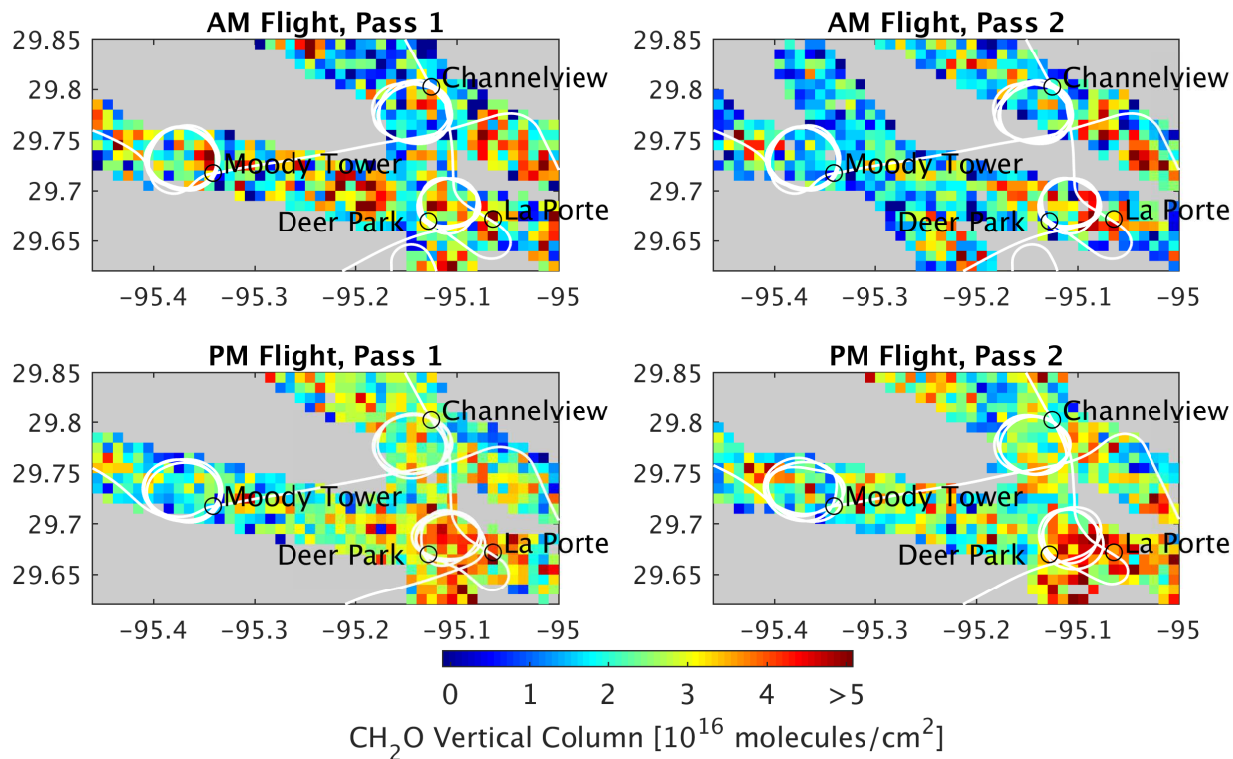 AM Flight, Pass 1
29.85
29.8
29.75
29.7
29.65
Channelview
Moody Tower
Deer Park
La Porte
−95.4 −95.3 −95.2 −95.1 −95
AM Flight, Pass 2
29.85
29.8
29.75
29.7
29.65
Channelview
Moody Tower
Deer Park
La Porte
−95.4 −95.3 −95.2 −95.1 −95
PM Flight, Pass 1
29.85
29.8
29.75
29.7
29.65
Channelview
Moody Tower
Deer Park
La Porte
−95.4 −95.3 −95.2 −95.1 −95
PM Flight, Pass 2
29.85
29.8
29.75
29.7
29.65
Channelview
Moody Tower
Deer Park
La Porte
−95.4 −95.3 −95.2 −95.1 −95
0 1 2 3 4 >5
CH₂O Vertical Column [10¹⁶ molecules/cm²]